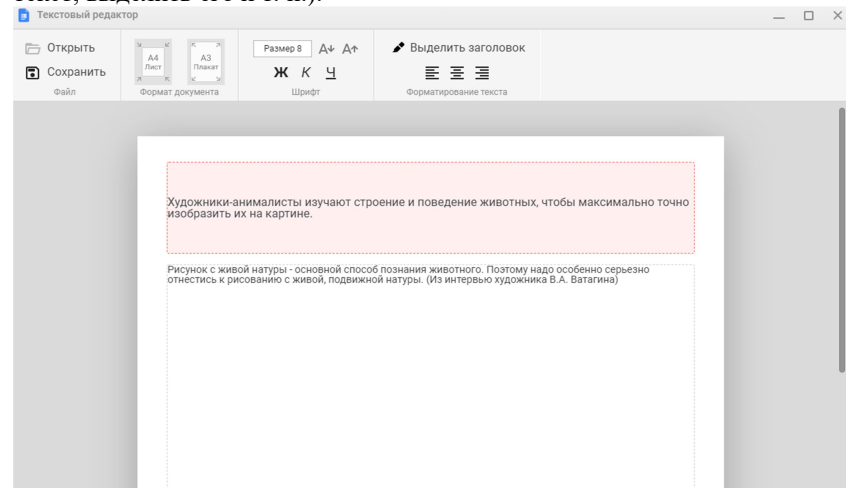 Текстовый редактор
Открыть
Сохранить
Файл
A4
Лист
A3
Плакат
Формат документа
Размер 8 A A
Ж К Ч
Шрифт
Выделить заголовок
Форматирование текста
Художники-анималисты изучают строение и поведение животных, чтобы максимально точно
изобразить их на картине.
Рисунок с живой натуры - основной способ познания животного. Поэтому надо особенно серьезно
отнестись к рисованию с живой, подвижной натуры. (Из интервью художника В.А. Ватагина)